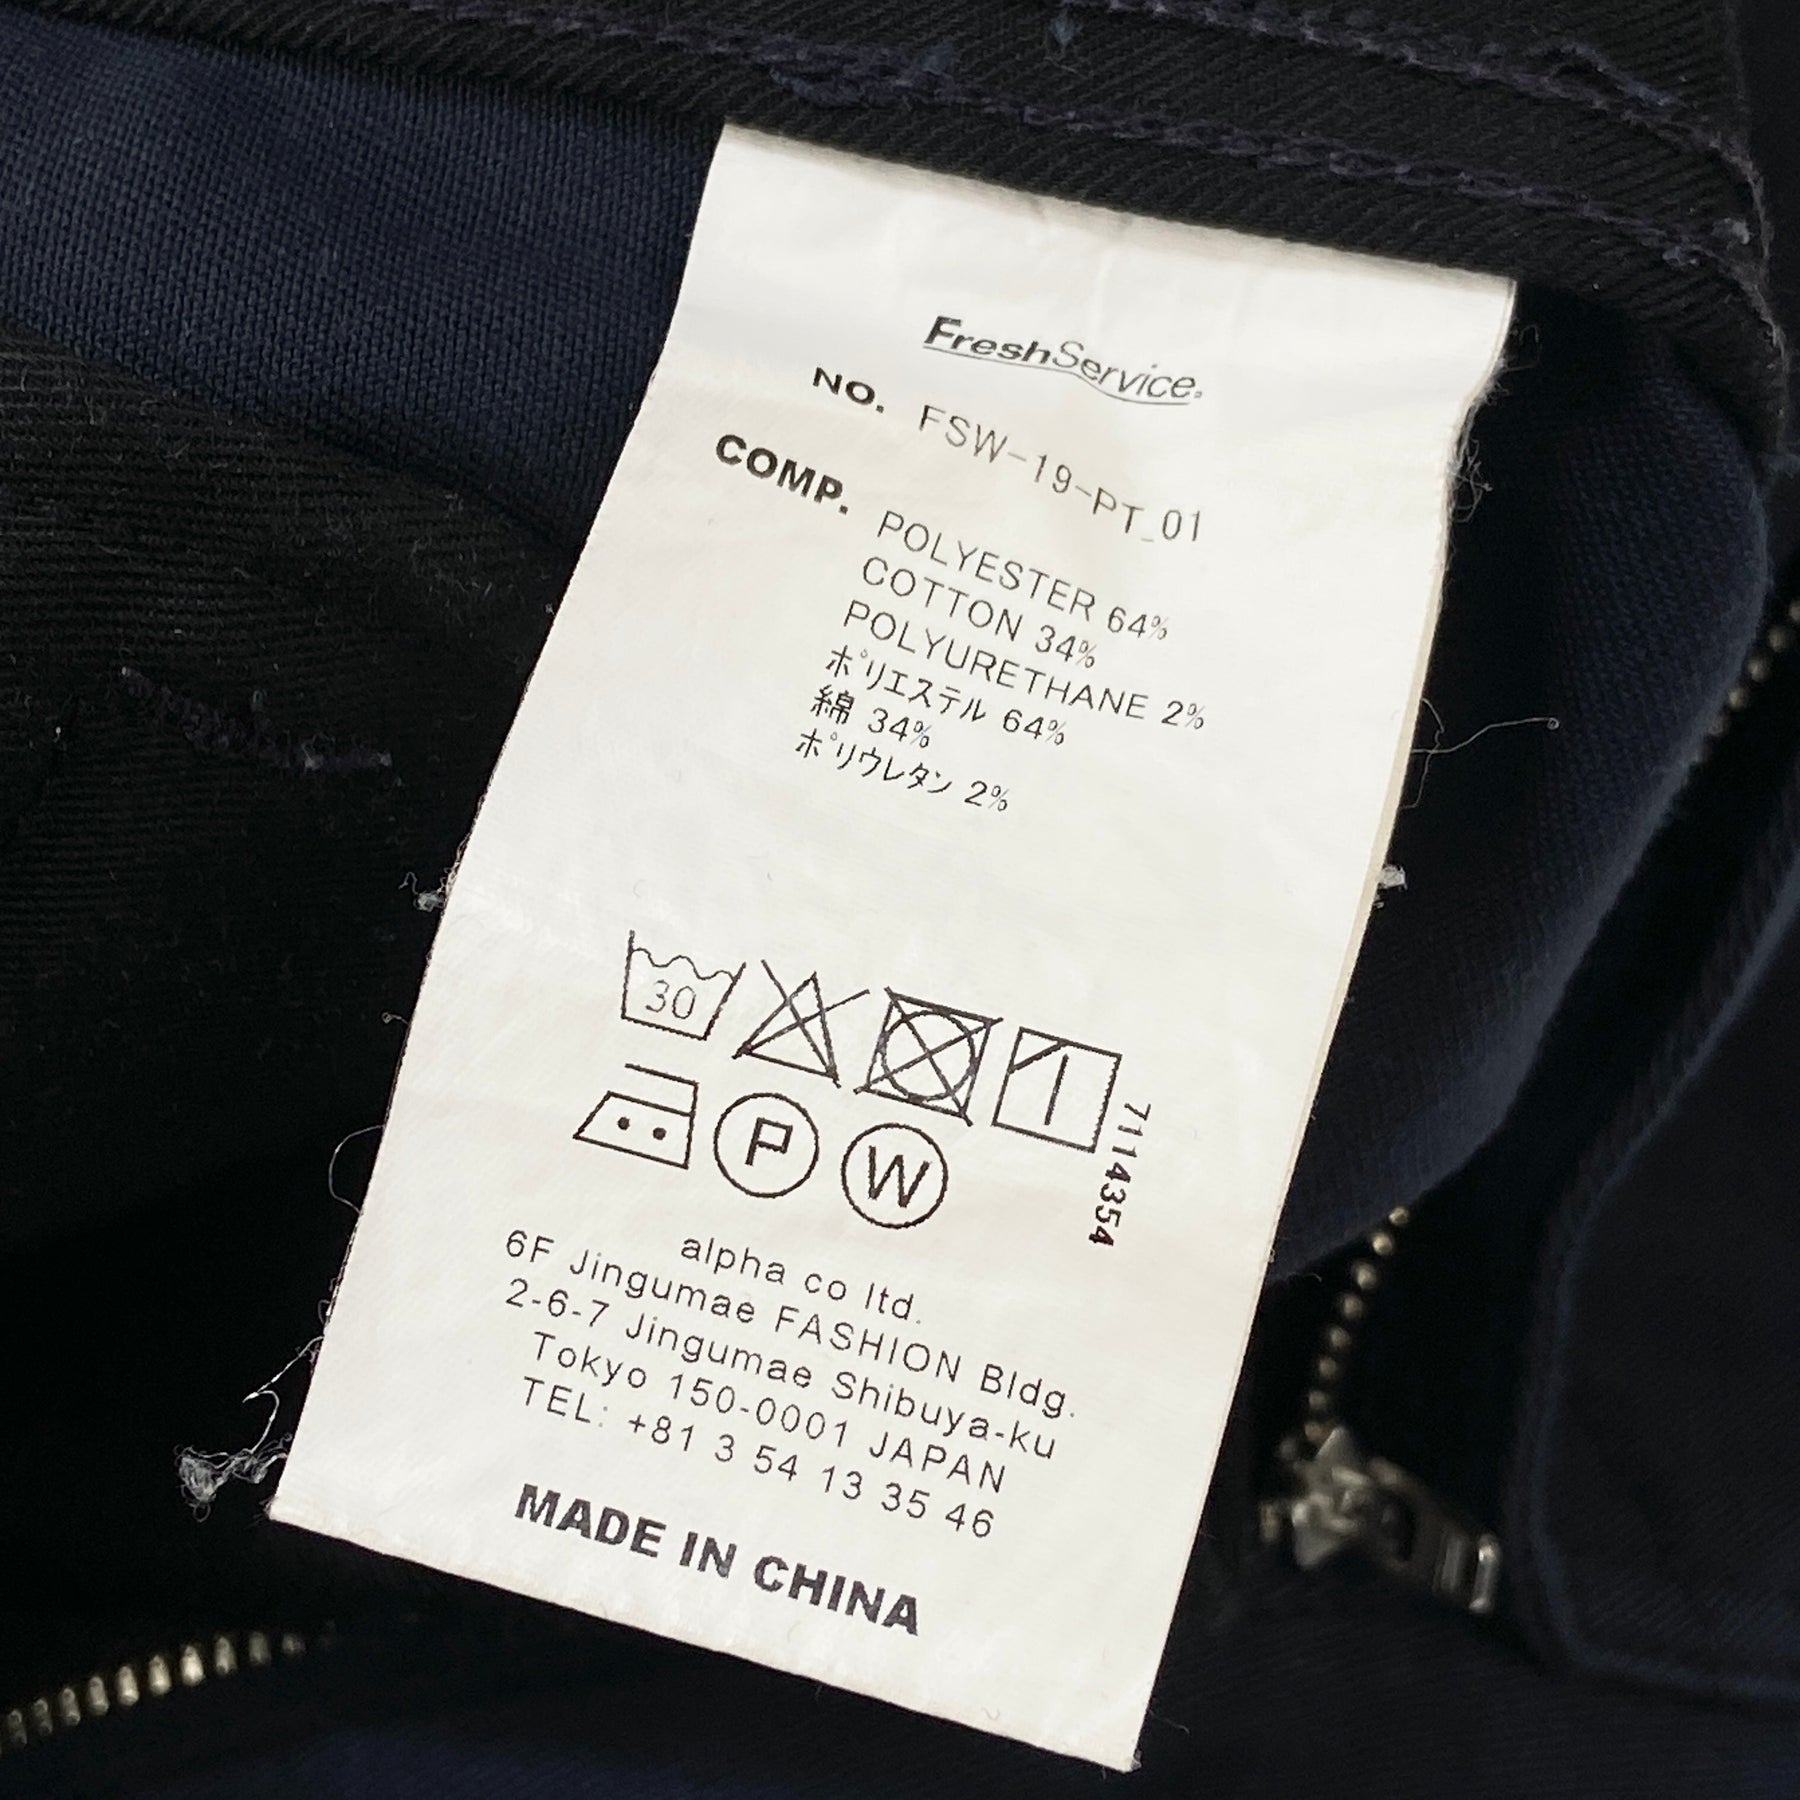 FreshService®
NO. FSW-19-PT_01
COMP. POLYESTER 64%
COTTON 34%
POLYURETHANE 2%
ポリエステル 64%
綿 34%
ポリウレタン 2%
30
P W
7114354
alpha co ltd.
6F Jingumae FASHION Bldg.
2-6-7 Jingumae Shibuya-ku
Tokyo 150-0001 JAPAN
TEL: +81 3 54 13 35 46
MADE IN CHINA